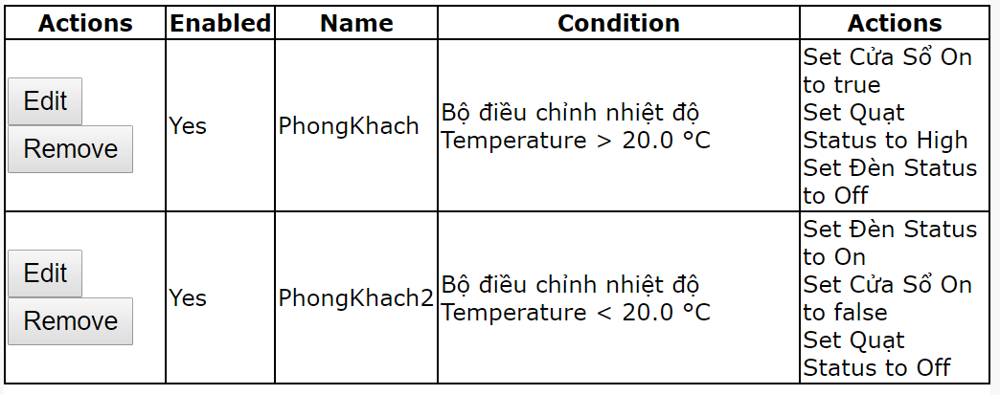 Actions Enabled Name Condition Actions
Edit
Remove
Yes
PhongKhach
Bộ điều chỉnh nhiệt độ
Temperature > 20.0 °C
Set Cửa Sổ On
to true
Set Quạt
Status to High
Set Đèn Status
to Off
Edit
Remove
Yes
PhongKhach2
Bộ điều chỉnh nhiệt độ
Temperature < 20.0 °C
Set Đèn Status
to On
Set Cửa Sổ On
to false
Set Quạt
Status to Off